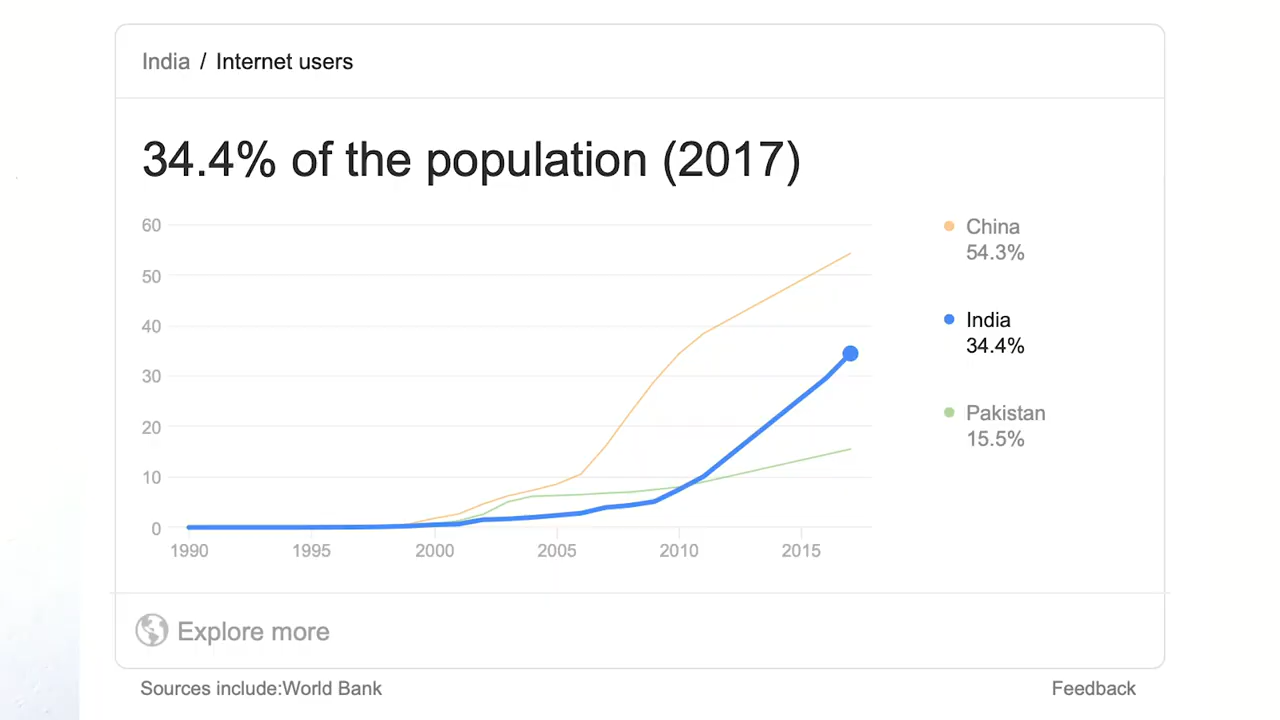 India / Internet users
34.4% of the population (2017)
60
50
40
30
20
10
0
1990 1995 2000 2005 2010 2015
China
54.3%
India
34.4%
Pakistan
15.5%
Explore more
Sources include:World Bank
Feedback